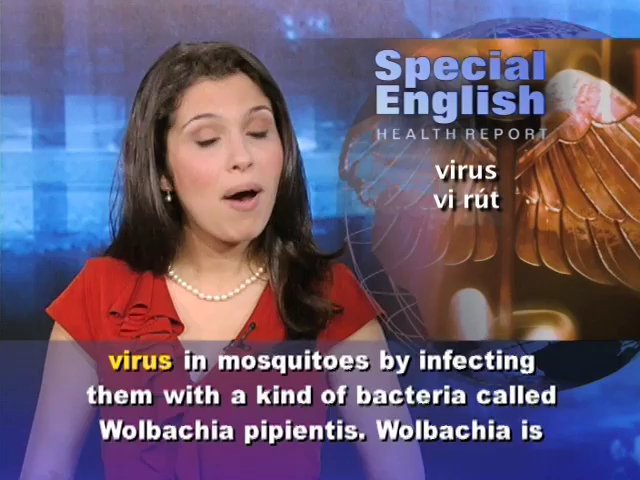 Special
English
HEALTH REPORT
virus
vi rút
virus in mosquitoes by infecting
them with a kind of bacteria called
Wolbachia pipientis. Wolbachia is